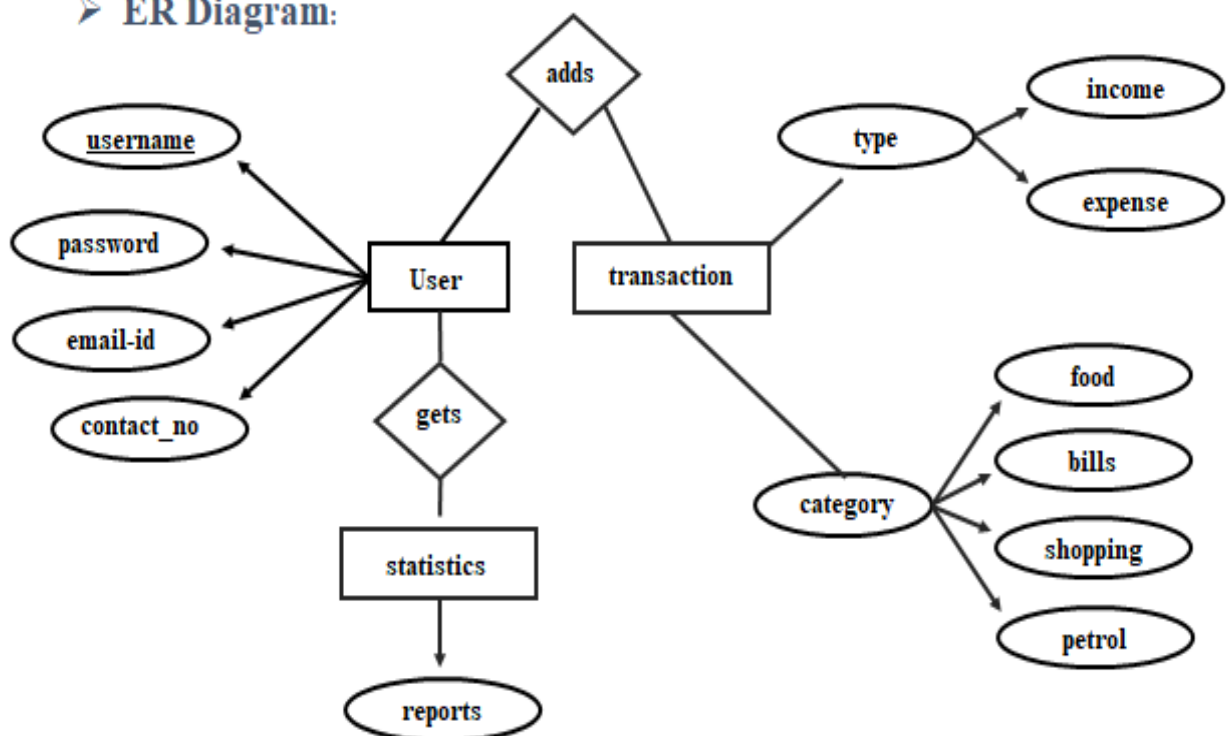 ➢ ER Diagram:
adds
income
type
username
expense
password
User
transaction
email-id
food
contact_no
gets
bills
category
shopping
statistics
petrol
reports